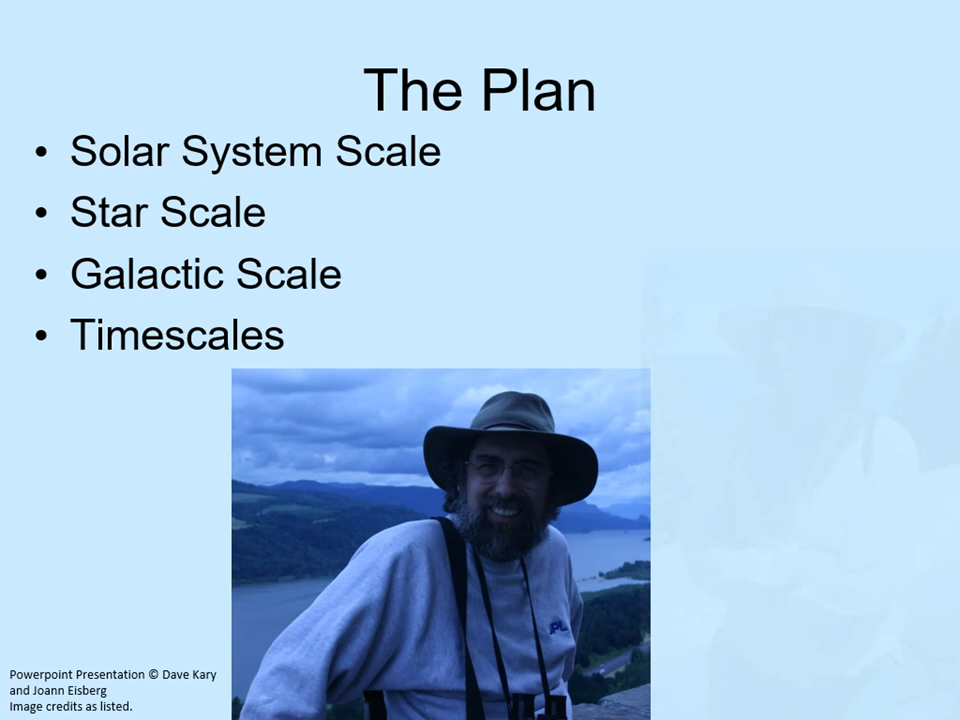 The Plan
• Solar System Scale
• Star Scale
• Galactic Scale
• Timescales
JPL
Powerpoint Presentation © Dave Kary
and Joann Eisberg
Image credits as listed.